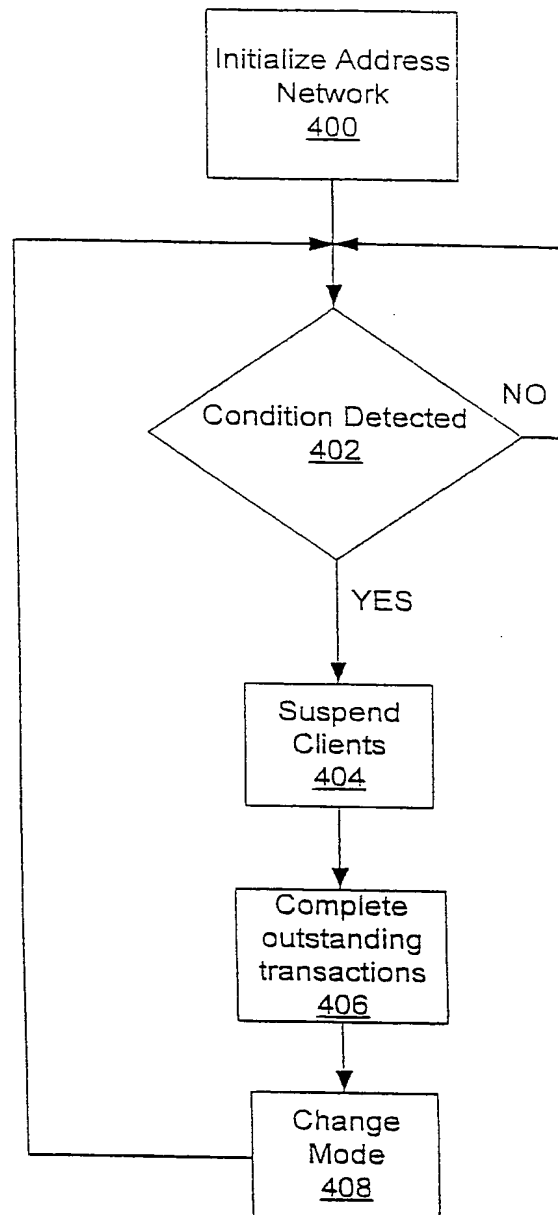 Initialize Address
Network
400
Condition Detected
402
NO
YES
Suspend
Clients
404
Complete
outstanding
transactions
406
Change
Mode
408